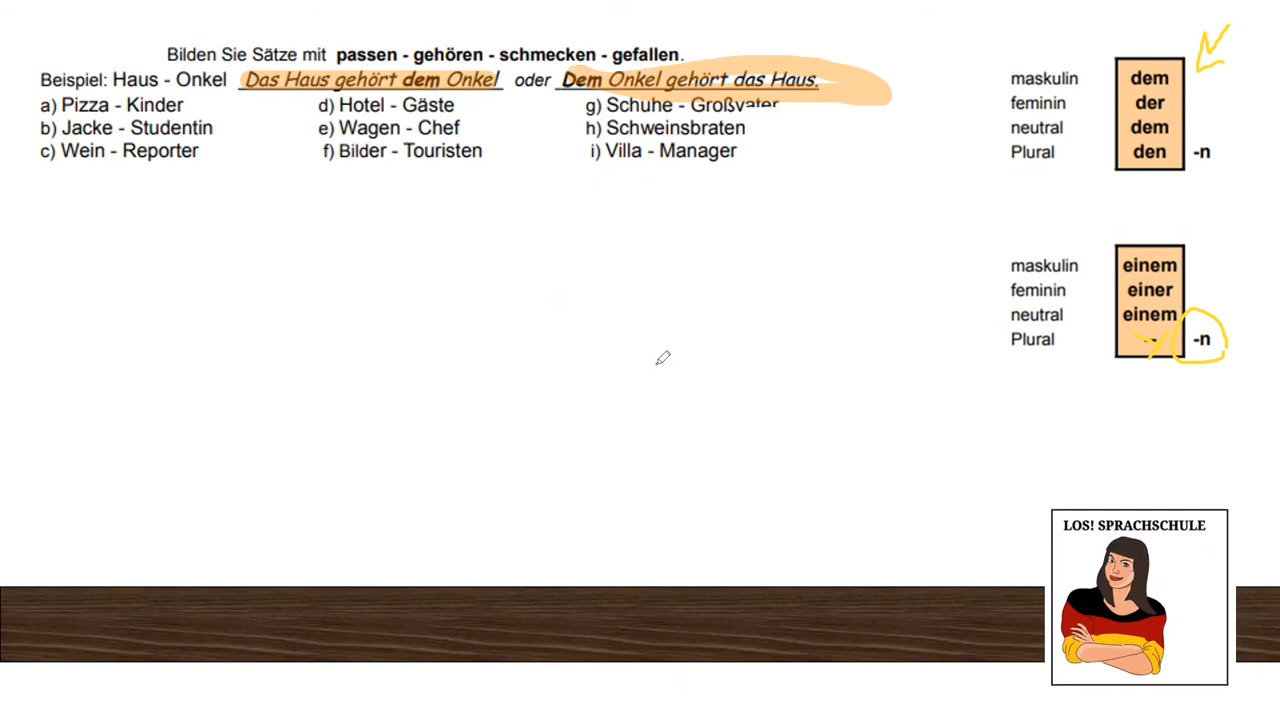 Bilden Sie Sätze mit passen - gehören - schmecken - gefallen.
Beispiel: Haus - Onkel Das Haus gehört dem Onkel oder Dem Onkel gehört das Haus.
a) Pizza - Kinder d) Hotel - Gäste g) Schuhe - Großvater
b) Jacke - Studentin e) Wagen - Chef h) Schweinsbraten
c) Wein - Reporter f) Bilder - Touristen i) Villa - Manager
maskulin dem
feminin der
neutral dem
Plural den -n
maskulin einem
feminin einer
neutral einem
Plural -- -n
LOS! SPRACHSCHULE